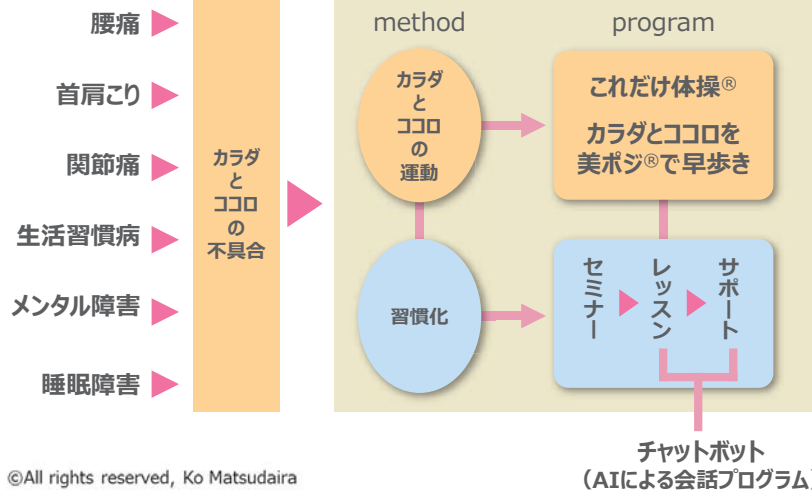 腰痛
首肩こり
関節痛
生活習慣病
メンタル障害
睡眠障害
カラダ
と
ココロ
の
不具合
method
program
カラダ
と
ココロ
の
運動
これだけ体操®
カラダとココロを
美ポジ®で早歩き
習慣化
セミナー
レッスン
サポート
チャットボット
（AIによる会話プログラム）
©All rights reserved, Ko Matsudaira